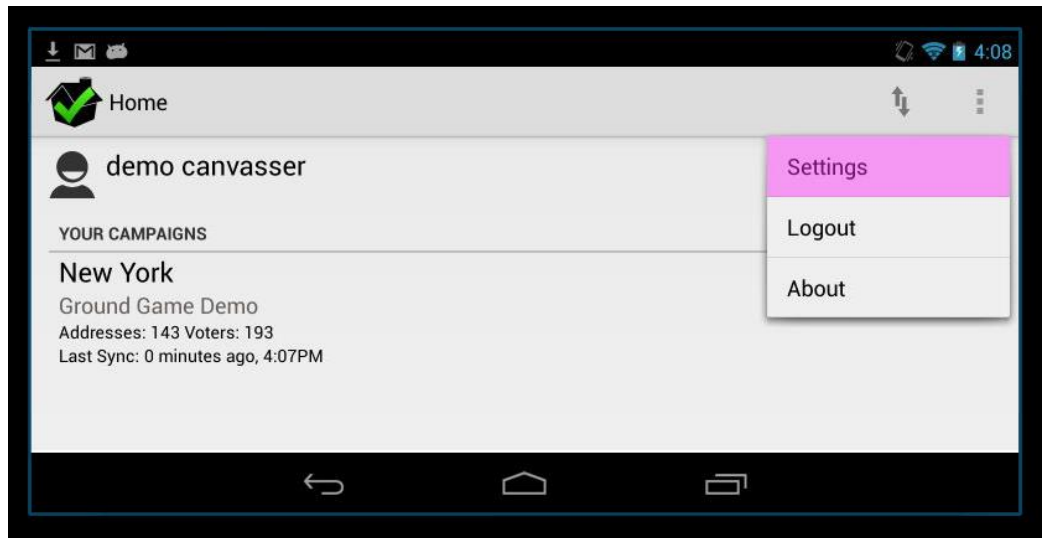 4:08
Home
demo canvasser
Settings
Logout
About
YOUR CAMPAIGNS
New York
Ground Game Demo
Addresses: 143 Voters: 193
Last Sync: 0 minutes ago, 4:07PM